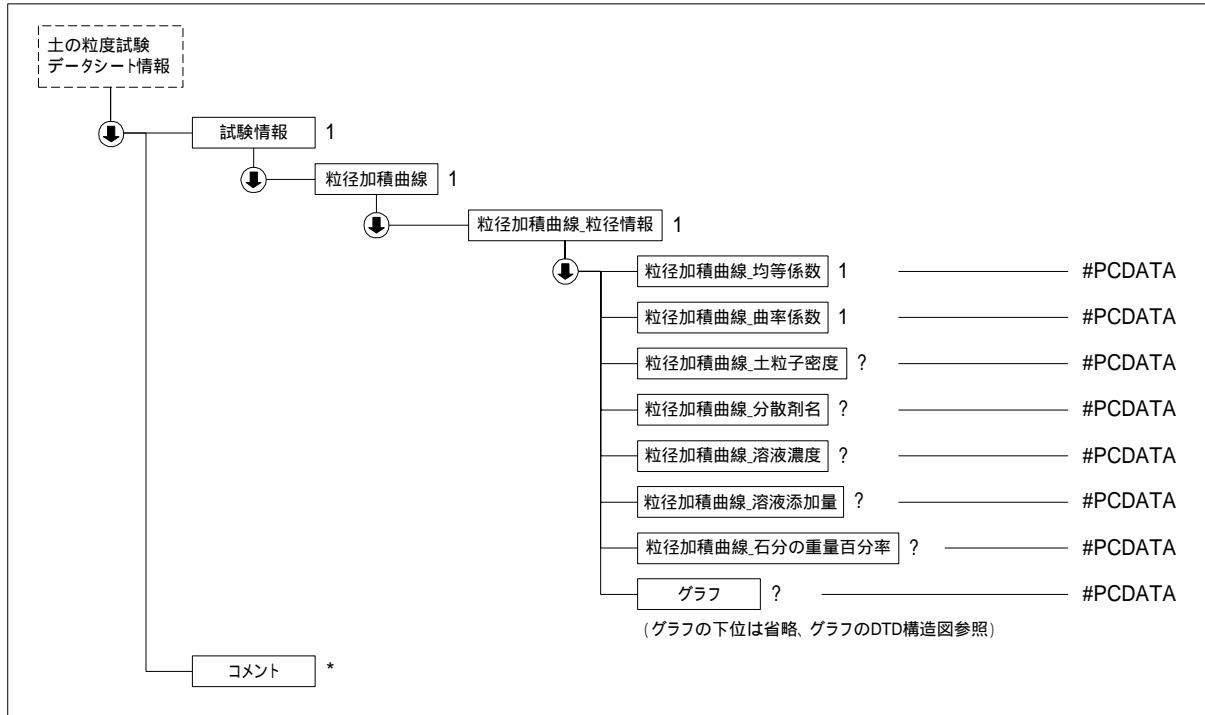 土の粒度試験
データシート情報
試験情報 1
粒径加積曲線 1
粒径加積曲線_粒径情報 1
粒径加積曲線_均等係数 1 #PCDATA
粒径加積曲線_曲率係数 1 #PCDATA
粒径加積曲線_土粒子密度 ? #PCDATA
粒径加積曲線_分散剤名 ? #PCDATA
粒径加積曲線_溶液濃度 ? #PCDATA
粒径加積曲線_溶液添加量 ? #PCDATA
粒径加積曲線_石分の重量百分率 ? #PCDATA
グラフ ? #PCDATA
(グラフの下位は省略、グラフのDTD構造図参照)
コメント *